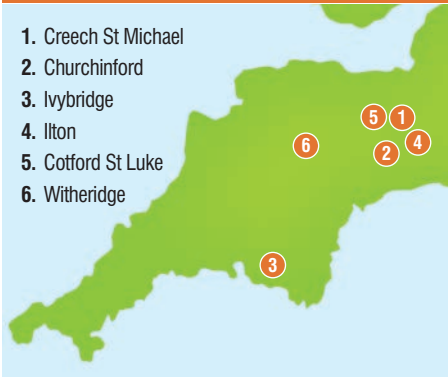 1. Creech St Michael
2. Churchinford
3. Ivybridge
4. Ilton
5. Cotford St Luke
6. Witheridge
5 1
6 2 4
3